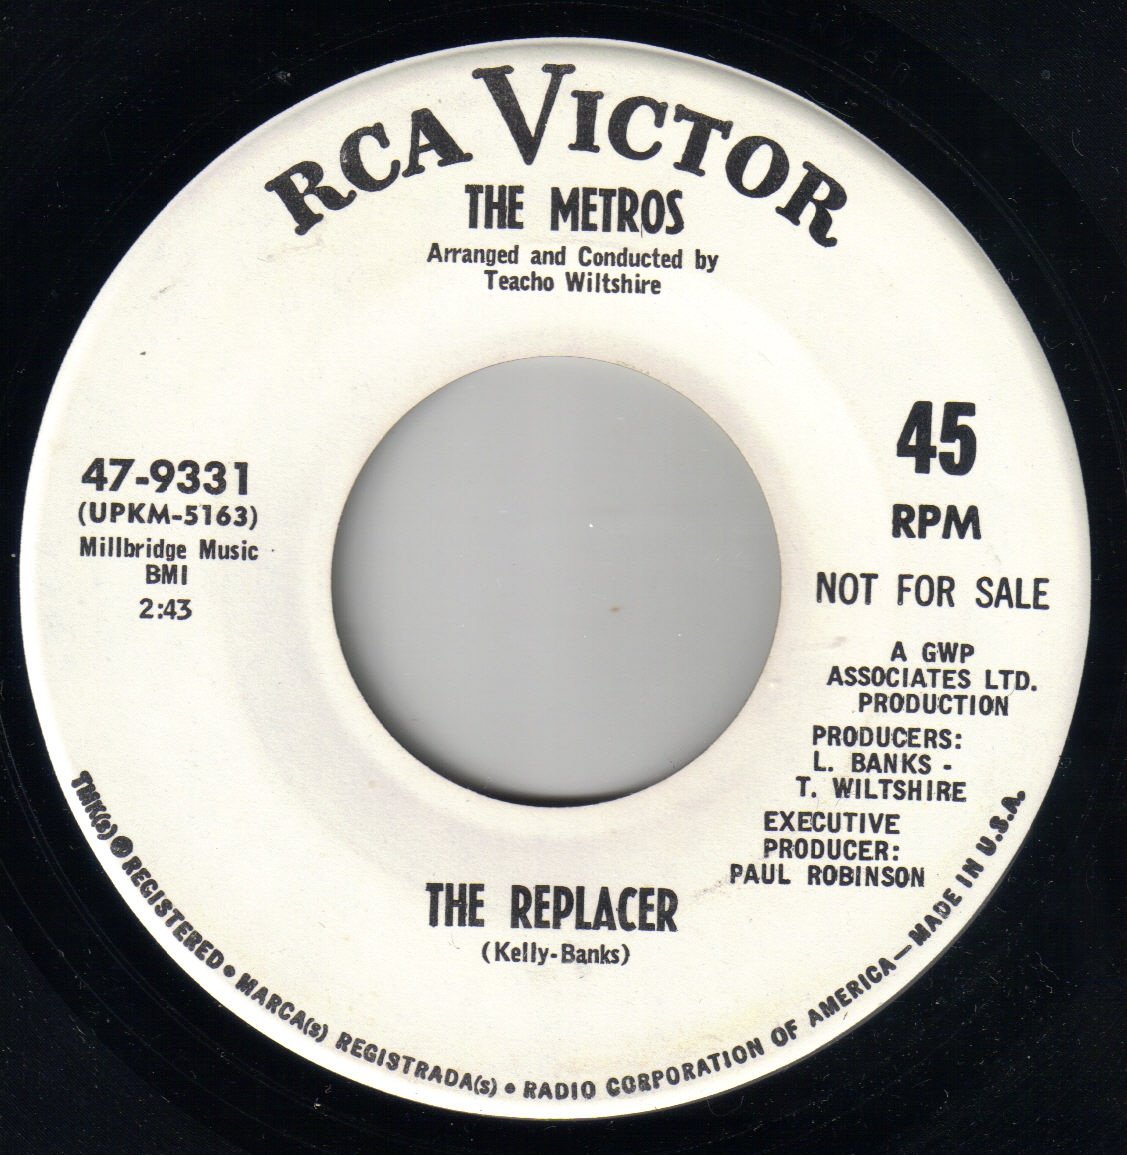 RCA VICTOR
THE METROS
Arranged and Conducted by
Teacho Wiltshire
47-9331
(UPKM-5163)
Millbridge Music
BMI
2:43
45
RPM
NOT FOR SALE
A GWP
ASSOCIATES LTD.
PRODUCTION
PRODUCERS:
L. BANKS -
T. WILTSHIRE
EXECUTIVE
PRODUCER:
PAUL ROBINSON
THE REPLACER
(Kelly-Banks)
TMK(s) ® REGISTERED • MARCA(s) REGISTRADA(s) • RADIO CORPORATION OF AMERICA—MADE IN U.S.A.